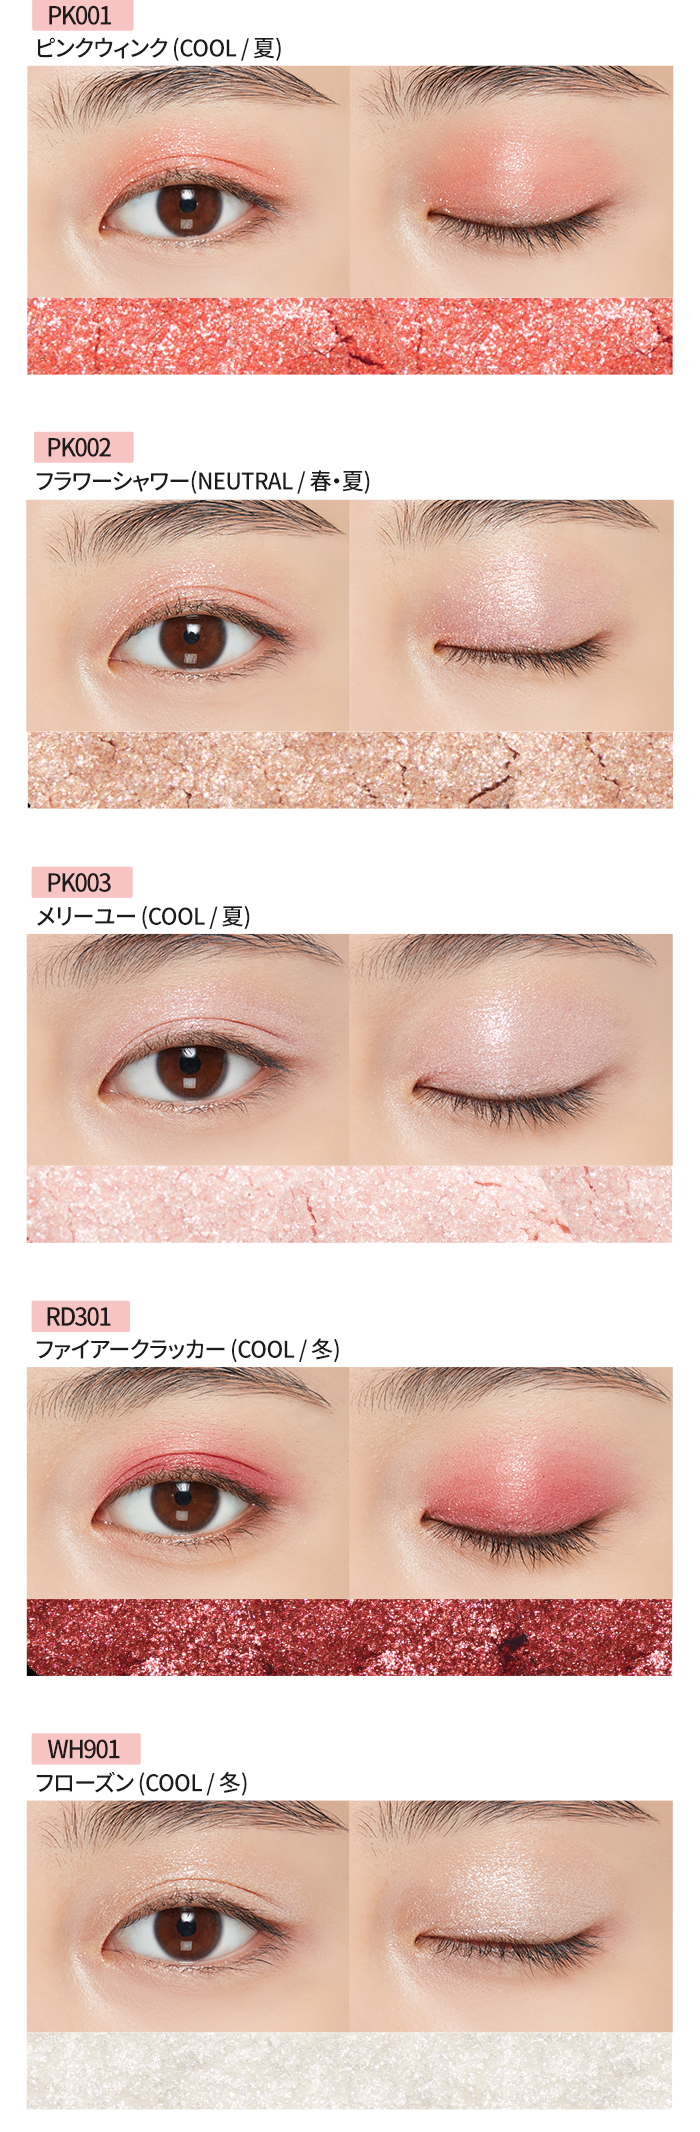 PK001
ピンクウィンク (COOL / 夏)
PK002
フラワーシャワー(NEUTRAL / 春・夏)
PK003
メリーユー (COOL / 夏)
RD301
ファイアークラッカー (COOL / 冬)
WH901
フローズン (COOL / 冬)